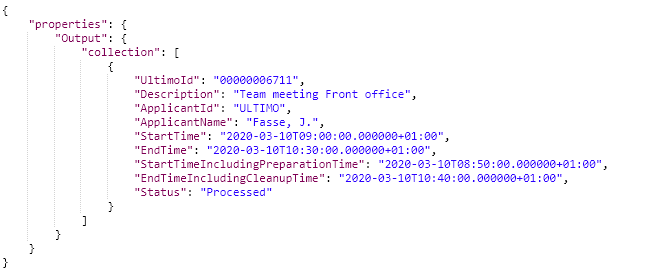 {
"properties": {
"Output": {
"collection": [
{
"UltimoId": "00000006711",
"Description": "Team meeting Front office",
"ApplicantId": "ULTIMO",
"ApplicantName": "Fasse, J.",
"StartTime": "2020-03-10T09:00:00.000000+01:00",
"EndTime": "2020-03-10T10:30:00.000000+01:00",
"StartTimeIncludingPreparationTime": "2020-03-10T08:50:00.000000+01:00",
"EndTimeIncludingCleanupTime": "2020-03-10T10:40:00.000000+01:00",
"Status": "Processed"
}
]
}
}
}